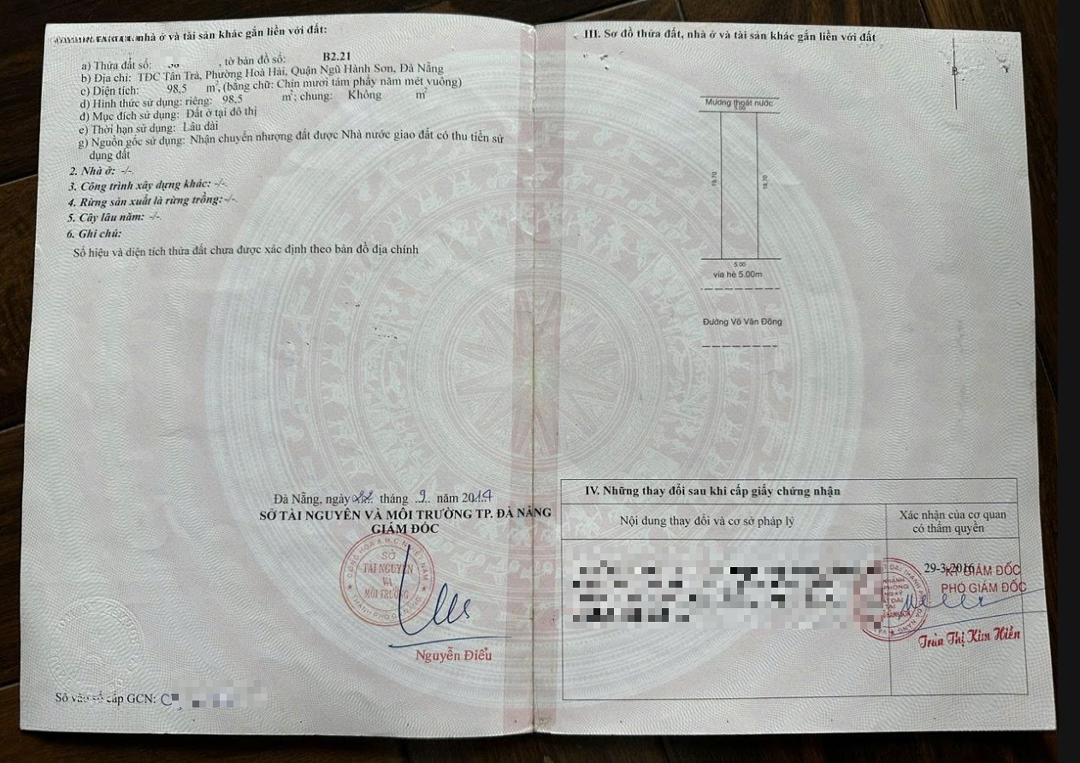 nhà ở và tài sản khác gắn liền với đất:
a) Thửa đất số: , tờ bản đồ số: B2.21
b) Địa chỉ: TĐC Tân Trà, Phường Hoà Hải, Quận Ngũ Hành Sơn, Đà Nẵng
c) Diện tích: 98,5 m², (bằng chữ: Chín mươi tám phẩy năm mét vuông)
d) Hình thức sử dụng: riêng: 98,5 m²; chung: Không m²
đ) Mục đích sử dụng: Đất ở tại đô thị
e) Thời hạn sử dụng: Lâu dài
g) Nguồn gốc sử dụng: Nhận chuyển nhượng đất được Nhà nước giao đất có thu tiền sử
dụng đất
2. Nhà ở: -/-
3. Công trình xây dựng khác: -/-
4. Rừng sản xuất là rừng trồng: -/-
5. Cây lâu năm: -/-
6. Ghi chú:
Số hiệu và diện tích thửa đất chưa được xác định theo bản đồ địa chính
Đà Nẵng, ngày tháng 9 năm 2014
SỞ TÀI NGUYÊN VÀ MÔI TRƯỜNG TP. ĐÀ NẴNG
GIÁM ĐỐC
SỞ
TÀI NGUYÊN
VÀ
MÔI TRƯỜNG
Nguyễn Điểu
Số vào sổ cấp GCN:
III. Sơ đồ thửa đất, nhà ở và tài sản khác gắn liền với đất
B
Mương thoát nước
5.00
19,70
19,70
5.00
vỉa hè 5.00m
Đường Võ Văn Đồng
IV. Những thay đổi sau khi cấp giấy chứng nhận
Nội dung thay đổi và cơ sở pháp lý
Xác nhận của cơ quan
có thẩm quyền
29-3-2016
KT.GIÁM ĐỐC
PHÓ GIÁM ĐỐC
Trần Thị Kim Hiền